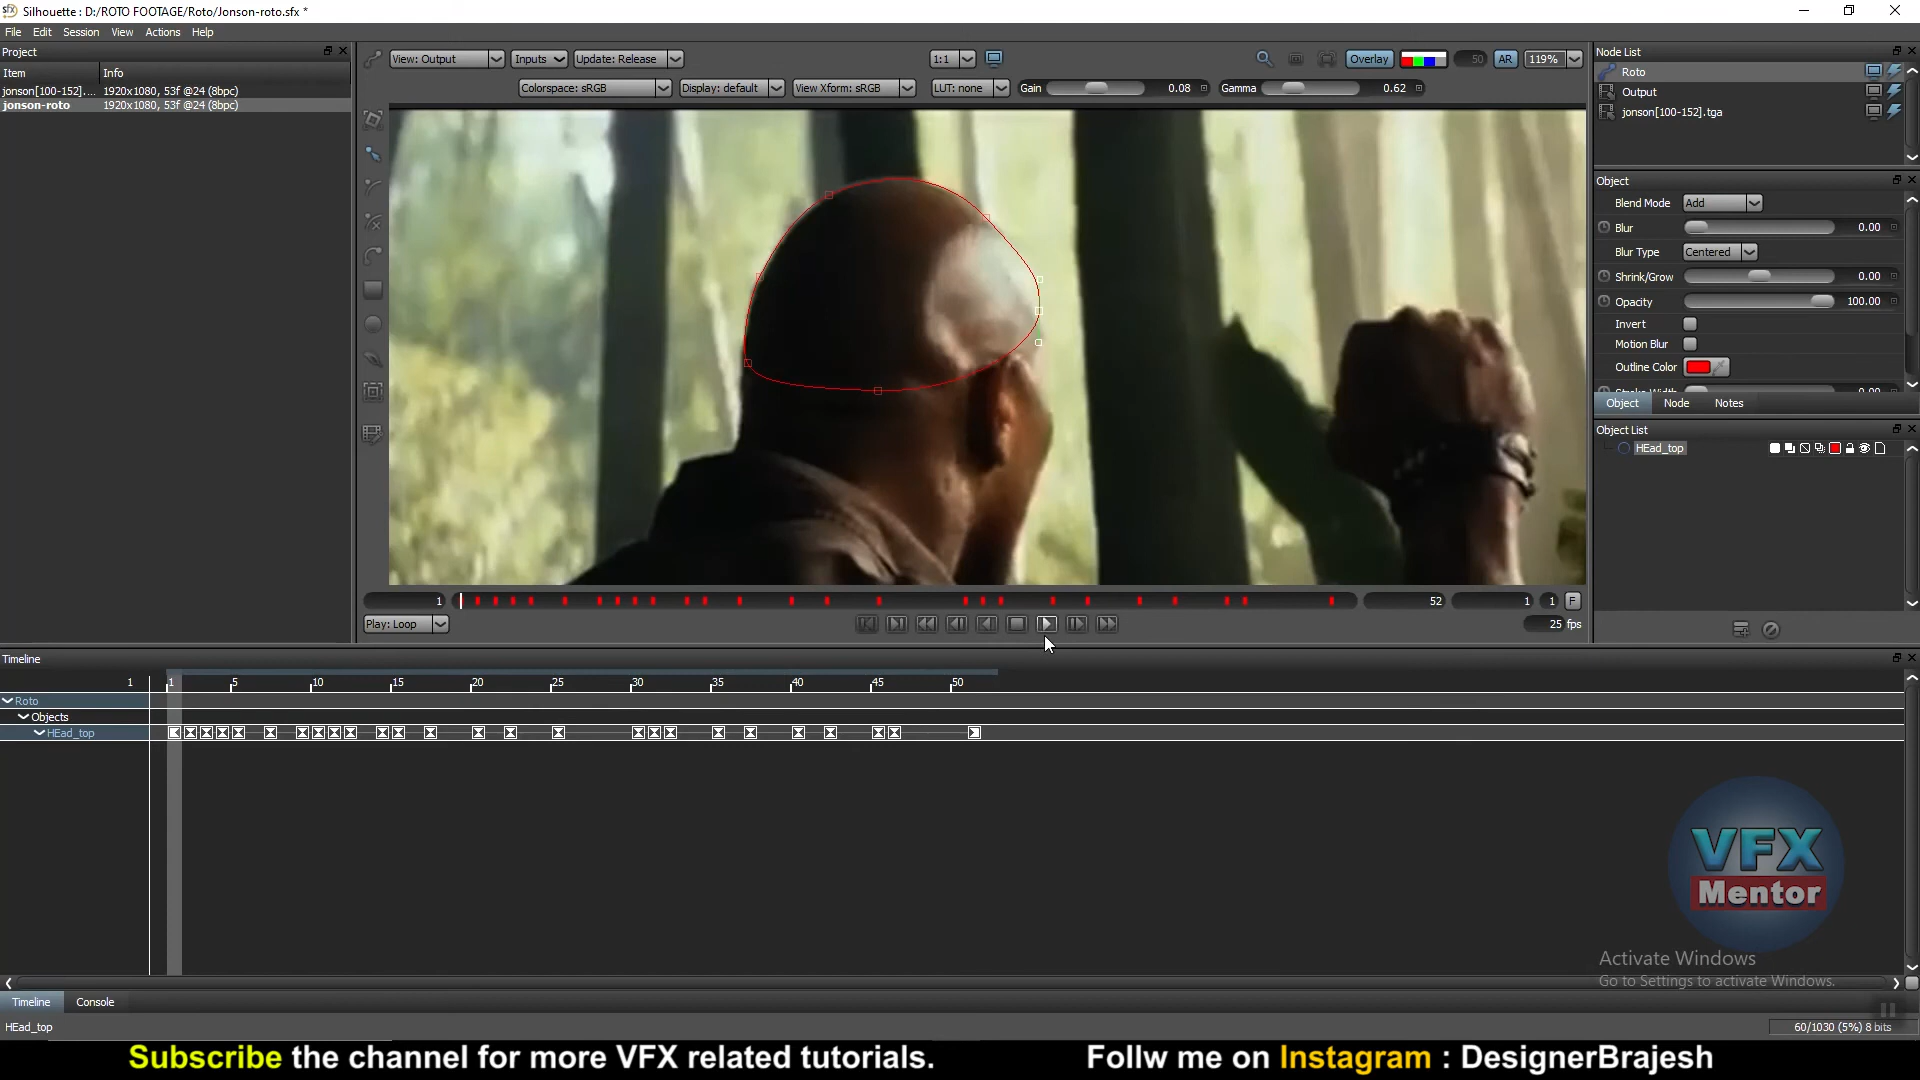 Silhouette : D:/ROTO FOOTAGE/Roto/Jonson-roto.sfx *
File Edit Session View Actions Help
Project
Item Info
jonson[100-152].... 1920x1080, 53f @24 (8bpc)
jonson-roto 1920x1080, 53f @24 (8bpc)
View: Output Inputs Update: Release 1:1 Overlay 50 AR 119%
Colorspace: sRGB Display: default View Xform: sRGB LUT: none Gain 0.08 Gamma 0.62
Node List
Roto
Output
jonson[100-152].tga
Object
Blend Mode Add
Blur 0.00
Blur Type Centered
Shrink/Grow 0.00
Opacity 100.00
Invert
Motion Blur
Outline Color
Stroke Width 0.00
Object Node Notes
Object List
HEad_top
1 52 1 1 F
Play: Loop 25 fps
Timeline
1 1 5 10 15 20 25 30 35 40 45 50
Roto
Objects
HEad_top
VFX
Mentor
Activate Windows
Go to Settings to activate Windows.
Timeline Console
HEad_top 60/1030 (5%) 8 bits
Subscribe the channel for more VFX related tutorials. Follw me on Instagram : DesignerBrajesh